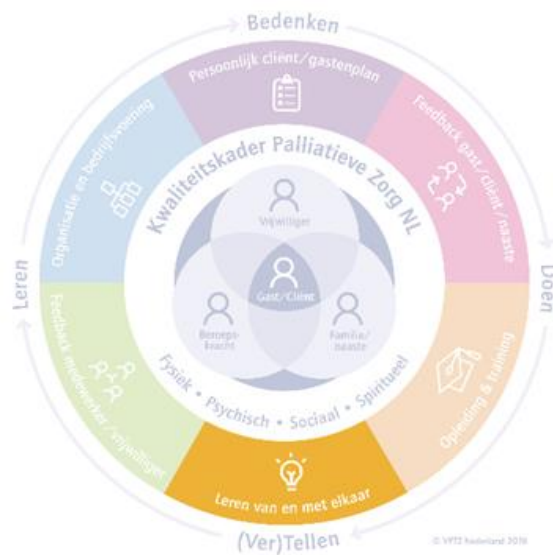 Bedenken
Persoonlijk cliënt/gastenplan
Feedback gast/cliënt/naaste
Doen
Opleiding & training
Leren van en met elkaar
(Ver)Tellen
Feedback medewerker/vrijwilliger
Leren
Organisatie en bedrijfsvoering
Kwaliteitskader Palliatieve Zorg NL
Vrijwilliger
Gast/Cliënt
Beroeps-
kracht
Familie/
naaste
Fysiek • Psychisch • Sociaal • Spiritueel
© VPTZ Nederland 2018